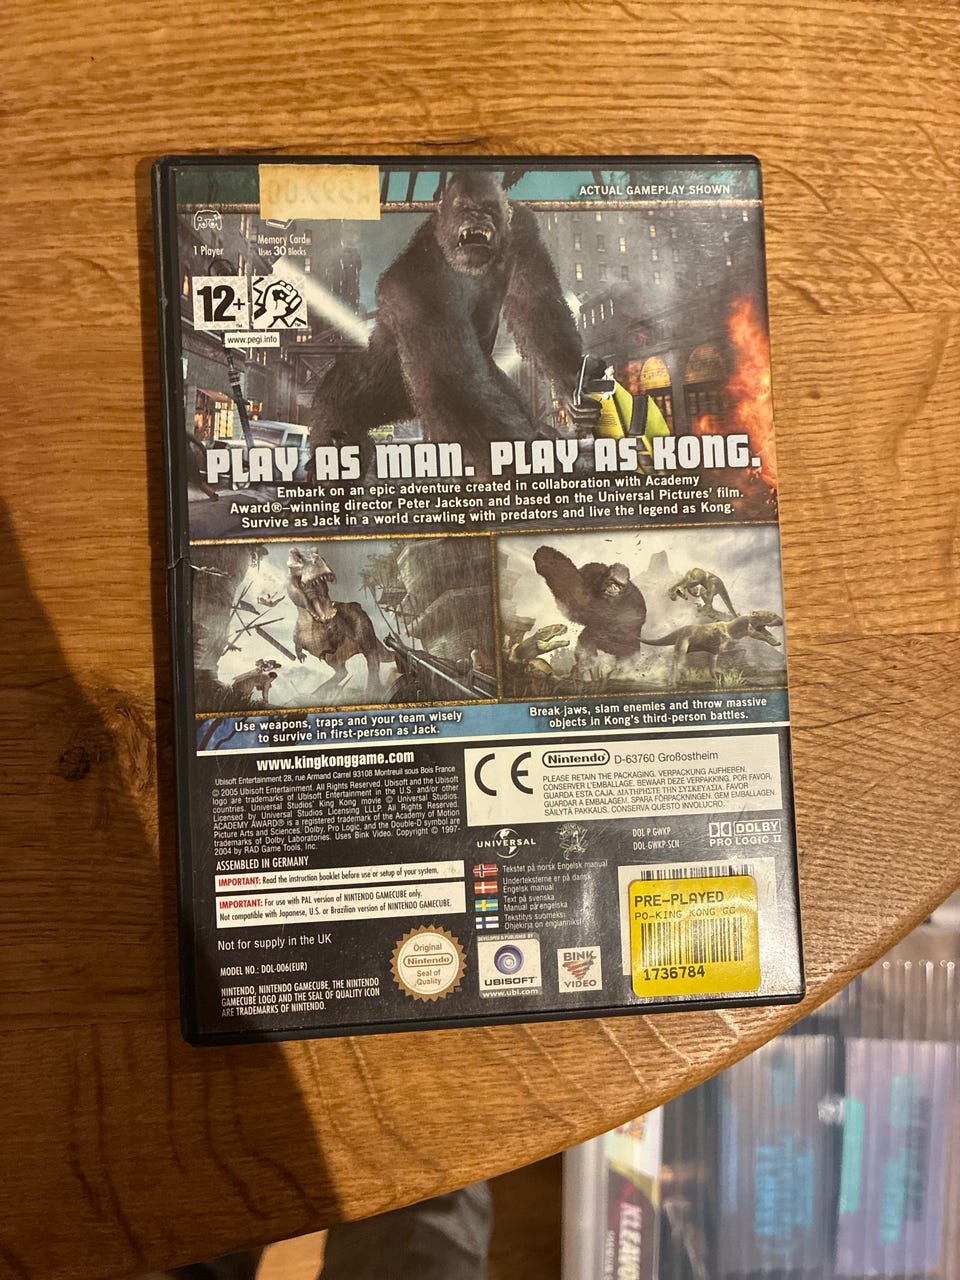 ACTUAL GAMEPLAY SHOWN
1 Player
Memory Card
Uses 30 Blocks
12+
www.pegi.info
PLAY AS MAN. PLAY AS KONG.
Embark on an epic adventure created in collaboration with Academy
Award®-winning director Peter Jackson and based on the Universal Pictures' film.
Survive as Jack in a world crawling with predators and live the legend as Kong.
Use weapons, traps and your team wisely
to survive in first-person as Jack.
Break jaws, slam enemies and throw massive
objects in Kong's third-person battles.
www.kingkonggame.com
Ubisoft Entertainment 28, rue Armand Carrel 93108 Montreuil sous Bois France
© 2005 Ubisoft Entertainment. All Rights Reserved. Ubisoft and the Ubisoft
logo are trademarks of Ubisoft Entertainment in the U.S. and/or other
countries. Universal Studios' King Kong movie © Universal Studios.
Licensed by Universal Studios Licensing LLLP. All Rights Reserved.
ACADEMY AWARD® is a registered trademark of the Academy of Motion
Picture Arts and Sciences. Dolby, Pro Logic, and the Double-D symbol are
trademarks of Dolby Laboratories. Uses Bink Video. Copyright © 1997-
2004 by RAD Game Tools, Inc.
ASSEMBLED IN GERMANY
IMPORTANT: Read the instruction booklet before use or setup of your system.
IMPORTANT: For use with PAL version of NINTENDO GAMECUBE only.
Not compatible with Japanese, U.S. or Brazilian version of NINTENDO GAMECUBE.
Not for supply in the UK
MODEL NO.: DOL-006(EUR)
NINTENDO, NINTENDO GAMECUBE, THE NINTENDO
GAMECUBE LOGO AND THE SEAL OF QUALITY ICON
ARE TRADEMARKS OF NINTENDO.
CE
Nintendo
D-63760 Großostheim
PLEASE RETAIN THE PACKAGING. VERPACKUNG AUFHEREN.
CONSERVER L'EMBALLAGE. BEWAAR DEZE VERPAKKING. POR FAVOR,
GUARDA ESTA CAJA. ΔΙΑΤΗΡΗΣΤΕ ΤΗΝ ΣΥΣΚΕΥΑΣΙΑ. FAVOR
GUARDAR A EMBALAGEM. SPARA FÖRPACKNINGEN. GEM EMBALLAGEN.
SÄILYTÄ PAKKAUS. CONSERVA QUESTO INVOLUCRO.
UNIVERSAL
DOL P GWKP
DOL-GWKP-SCN
DOLBY
PRO LOGIC II
Tekstet på norsk Engelsk manual
Underteksterne er på dansk
Engelsk manual
Text på svenska
Manual på engelska
Tekstitys suomeksi
Ohjekirja on englanniksi
Original
Nintendo
Seal of
Quality
DEVELOPED & PUBLISHED BY
UBISOFT
www.ubi.com
BINK
VIDEO
PRE-PLAYED
PO-KING KONG GC
1736784